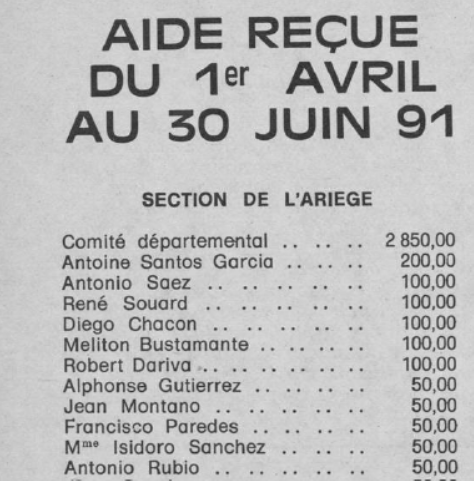 AIDE REÇUE
DU 1er AVRIL
AU 30 JUIN 91
SECTION DE L'ARIEGE
Comité départemental .. .. .. 2 850,00
Antoine Santos Garcia .. .. .. 200,00
Antonio Saez .. .. .. .. .. 100,00
René Souard .. .. .. .. .. 100,00
Diego Chacon .. .. .. .. .. 100,00
Meliton Bustamante .. .. .. .. 100,00
Robert Dariva .. .. .. .. .. 100,00
Alphonse Gutierrez .. .. .. .. 50,00
Jean Montano .. .. .. .. .. 50,00
Francisco Paredes .. .. .. .. 50,00
Mme Isidoro Sanchez .. .. .. 50,00
Antonio Rubio .. .. .. .. .. 50,00